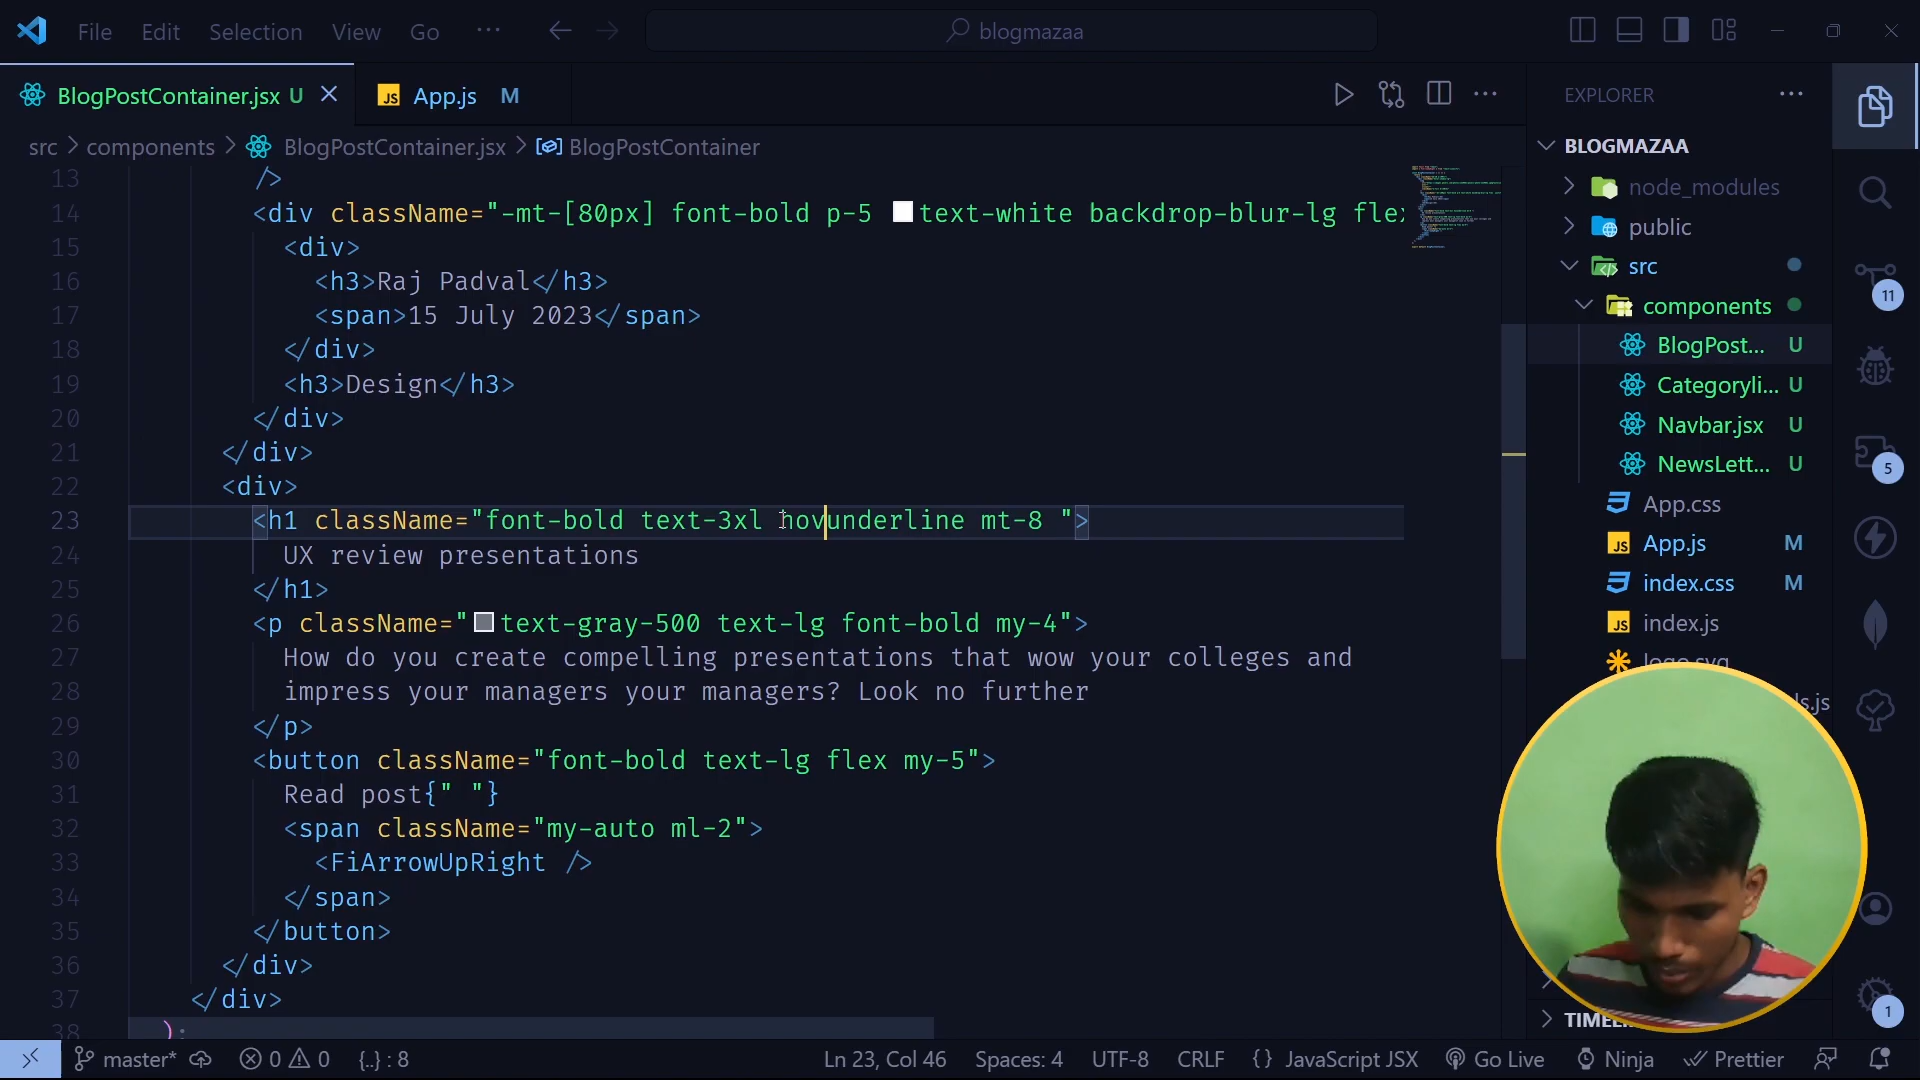 File Edit Selection View Go ··· blogmazaa
BlogPostContainer.jsx U App.js M
src > components > BlogPostContainer.jsx > BlogPostContainer
13 />
14 <div className="-mt-[80px] font-bold p-5 text-white backdrop-blur-lg flex
15 <div>
16 <h3>Raj Padval</h3>
17 <span>15 July 2023</span>
18 </div>
19 <h3>Design</h3>
20 </div>
21 </div>
22 <div>
23 <h1 className="font-bold text-3xl hovunderline mt-8 ">
24 UX review presentations
25 </h1>
26 <p className="text-gray-500 text-lg font-bold my-4">
27 How do you create compelling presentations that wow your colleges and
28 impress your managers your managers? Look no further
29 </p>
30 <button className="font-bold text-lg flex my-5">
31 Read post{" "}
32 <span className="my-auto ml-2">
33 <FiArrowUpRight />
34 </span>
35 </button>
36 </div>
37 </div>
38 );
EXPLORER ···
BLOGMAZAA
node_modules
public
src
components
BlogPost... U
Categoryli... U
Navbar.jsx U
NewsLett... U
App.css
App.js M
index.css M
index.js
logo.svg
ls.js
11
5
1
master* 0 0 {..} : 8 Ln 23, Col 46 Spaces: 4 UTF-8 CRLF {} JavaScript JSX Go Live Ninja Prettier